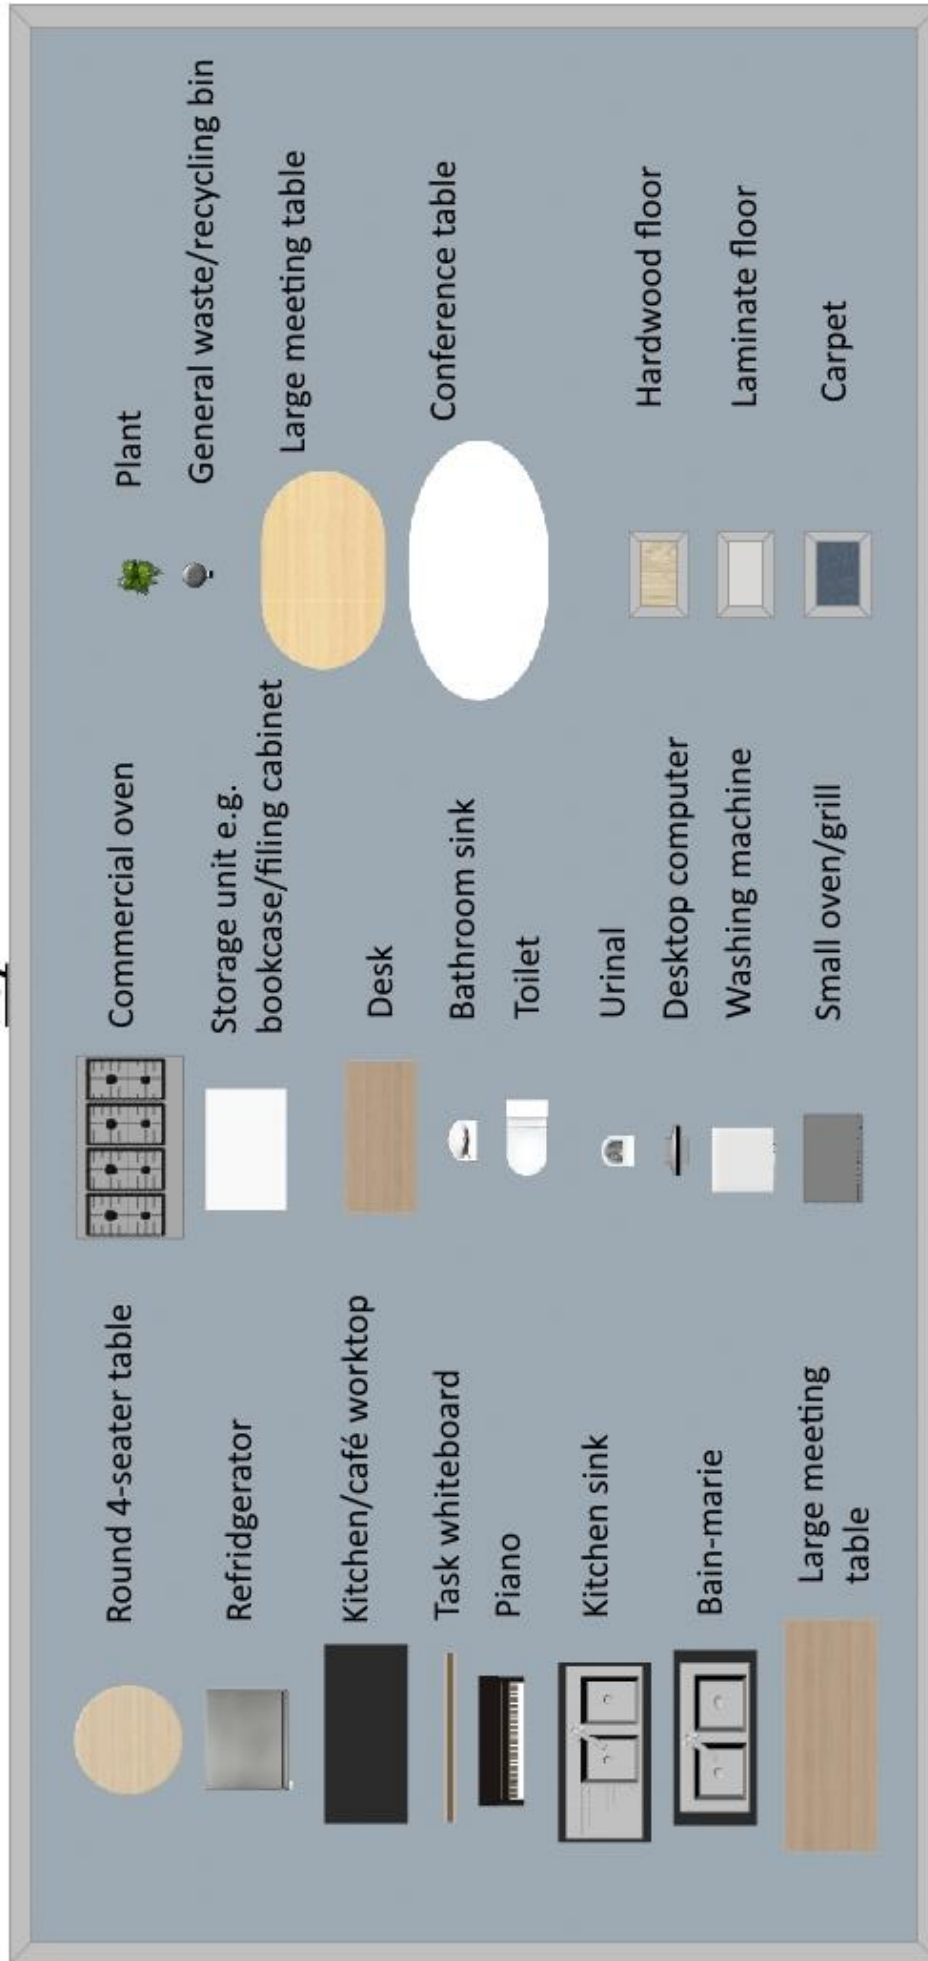 Round 4-seater table
Refridgerator
Kitchen/café worktop
Task whiteboard
Piano
Kitchen sink
Bain-marie
Large meeting
table
Commercial oven
Storage unit e.g.
bookcase/filing cabinet
Desk
Bathroom sink
Toilet
Urinal
Desktop computer
Washing machine
Small oven/grill
Plant
General waste/recycling bin
Large meeting table
Conference table
Hardwood floor
Laminate floor
Carpet